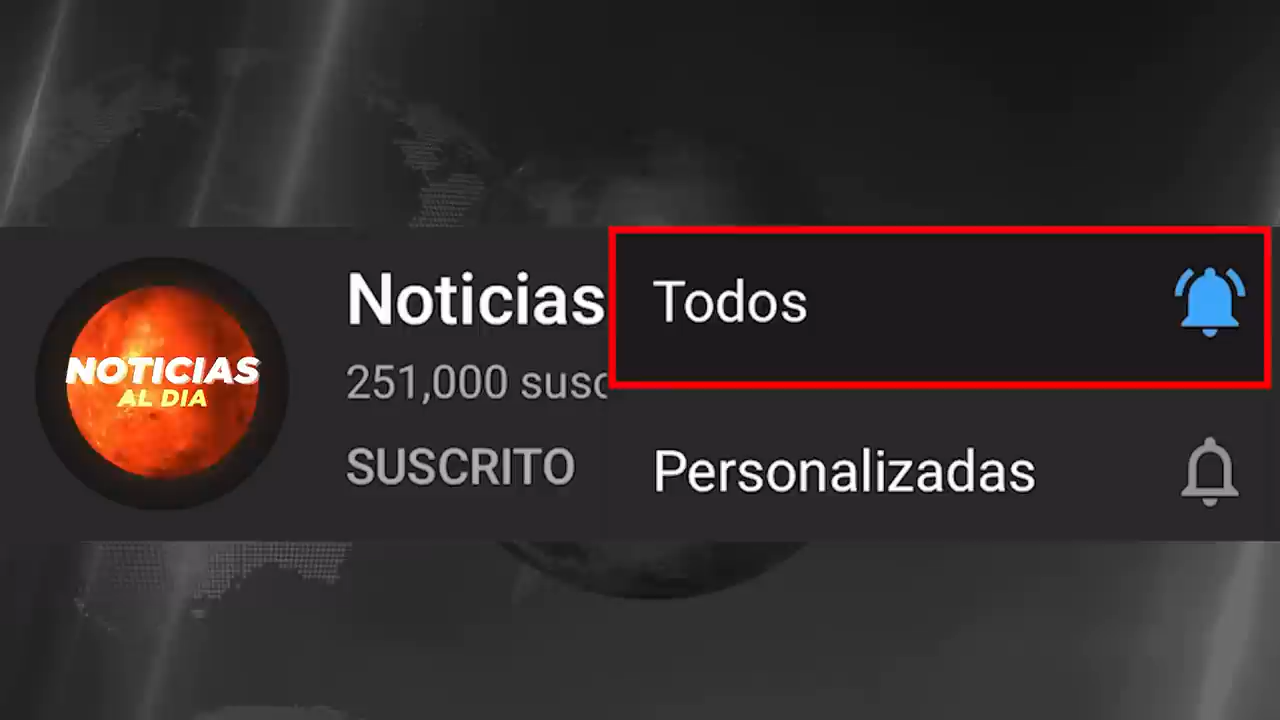 NOTICIAS
AL DIA
Noticias
251,000 susc
SUSCRITO
Todos
Personalizadas